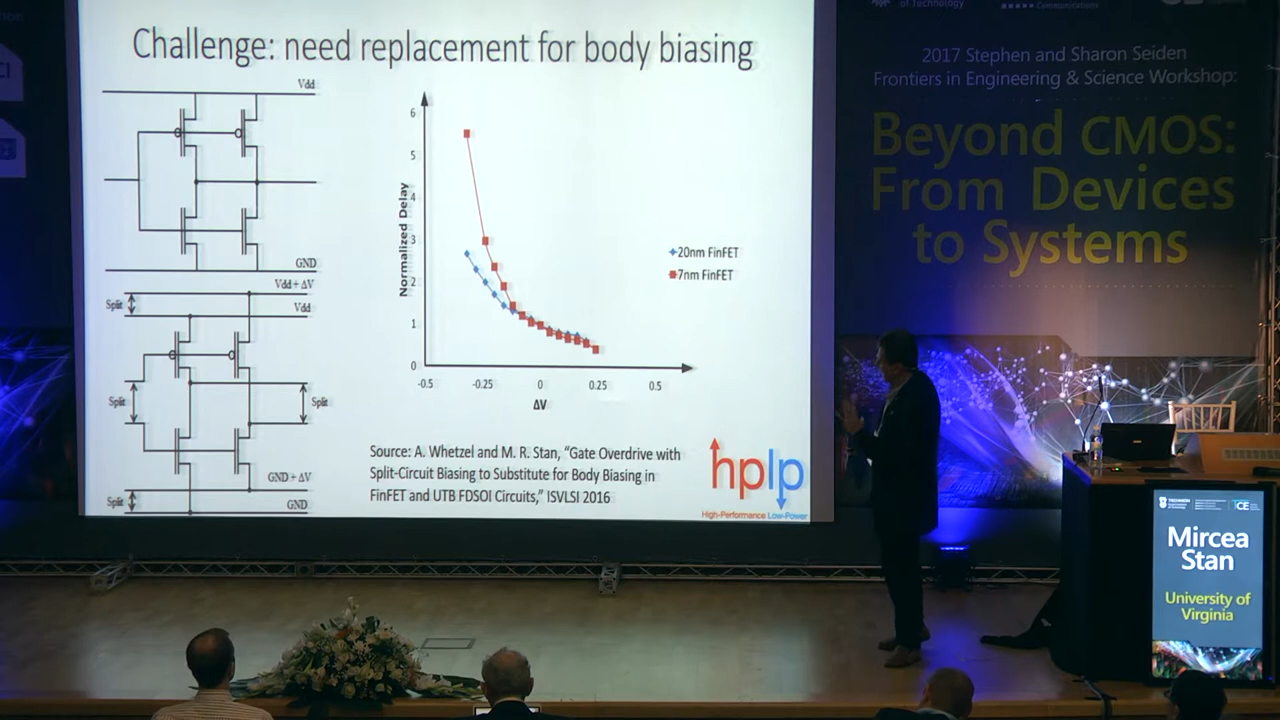 Challenge: need replacement for body biasing
Vdd
GND
Vdd + ΔV
Split
Vdd
Split
Split
GND + ΔV
Split
GND
6
5
4
3
2
1
0
Normalized Delay
-0.5
-0.25
0
0.25
0.5
ΔV
20nm FinFET
7nm FinFET
Source: A. Whetzel and M. R. Stan, “Gate Overdrive with
Split-Circuit Biasing to Substitute for Body Biasing in
FinFET and UTB FDSOI Circuits,” ISVLSI 2016
hplp
High-Performance Low-Power
of Technology
Communications
2017 Stephen and Sharon Seiden
Frontiers in Engineering & Science Workshop:
Beyond CMOS:
From Devices
to Systems
TCE
Mircea
Stan
University of
Virginia